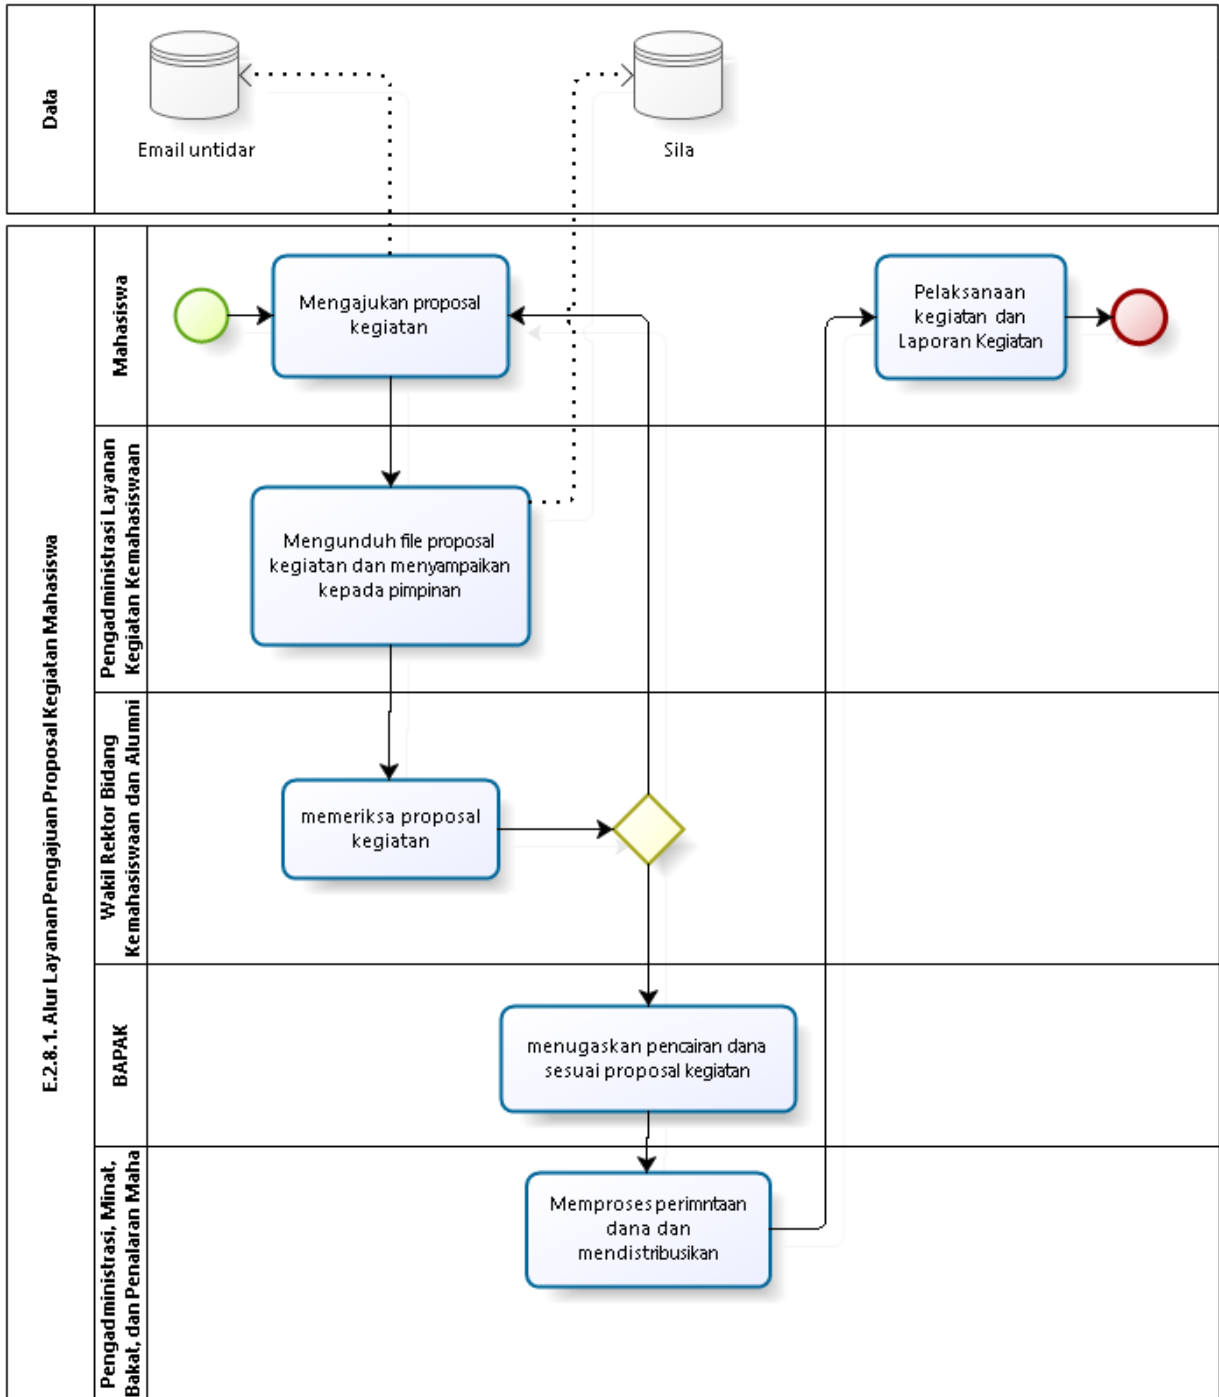 Data
Email untidar
Sila
E.2.8.1. Alur Layanan Pengajuan Proposal Kegiatan Mahasiswa
Mahasiswa
Mengajukan proposal
kegiatan
Pelaksanaan
kegiatan dan
Laporan Kegiatan
Pengadministrasi Layanan
Kegiatan Kemahasiswaan
Mengunduh file proposal
kegiatan dan menyampaikan
kepada pimpinan
Wakil Rektor Bidang
Kemahasiswaan dan Alumni
memeriksa proposal
kegiatan
BAPAK
menugaskan pencairan dana
sesuai proposal kegiatan
Pengadministrasi, Minat,
Bakat, dan Penalaran Maha
Memproses perimntaan
dana dan
mendistribusikan